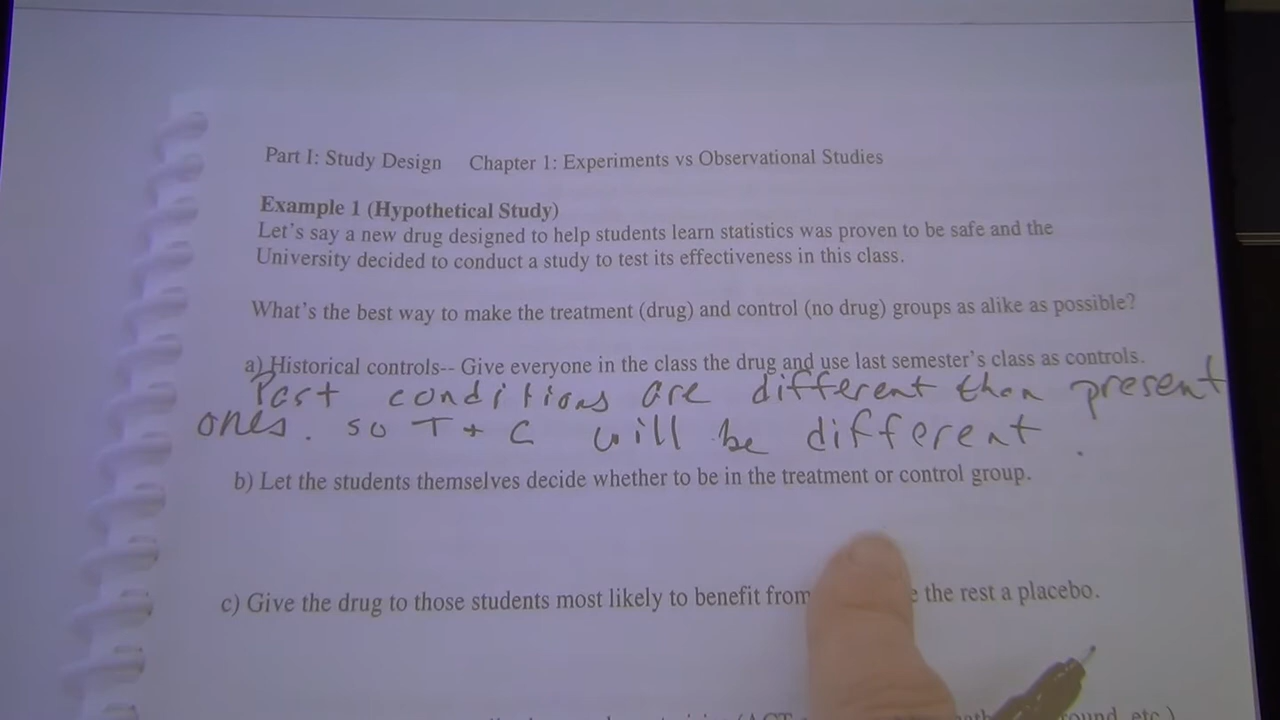 Part I: Study Design Chapter 1: Experiments vs Observational Studies
Example 1 (Hypothetical Study)
Let's say a new drug designed to help students learn statistics was proven to be safe and the
University decided to conduct a study to test its effectiveness in this class.
What's the best way to make the treatment (drug) and control (no drug) groups as alike as possible?
a) Historical controls-- Give everyone in the class the drug and use last semester's class as controls.
Past conditions are different than present
ones. so T + C will be different.
b) Let the students themselves decide whether to be in the treatment or control group.
c) Give the drug to those students most likely to benefit from the rest a placebo.
(ACT etc.)